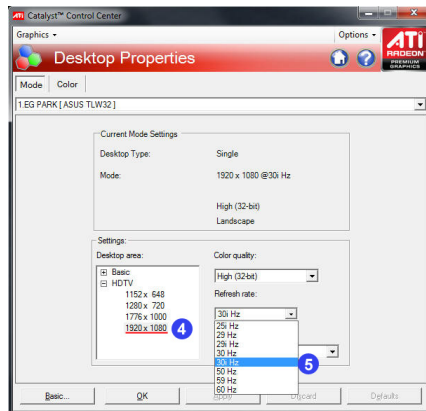 Catalyst™ Control Center
Graphics
Options
ATI
RADEON
PREMIUM
GRAPHICS
Desktop Properties
Mode
Color
1.EG PARK [ ASUS TLW32 ]
Current Mode Settings
Desktop Type:
Single
Mode:
1920 x 1080 @30i Hz
High (32-bit)
Landscape
Settings:
Desktop area:
Color quality:
Basic
HDTV
1152 x 648
1280 x 720
1776 x 1000
1920 x 1080
4
High (32-bit)
Refresh rate:
30i Hz
25i Hz
29 Hz
29i Hz
30 Hz
30i Hz
50 Hz
59 Hz
60 Hz
5
Basic...
OK
Apply
Discard
Defaults